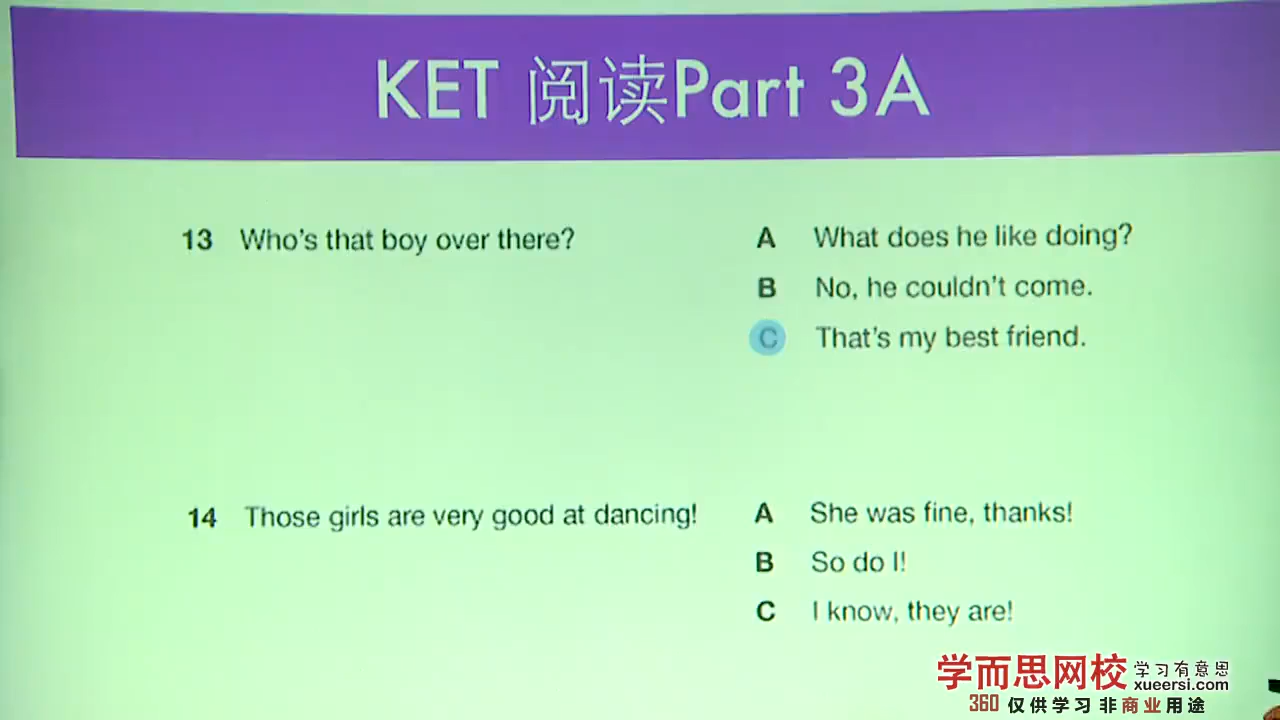 KET 阅读Part 3A
13 Who's that boy over there?
A What does he like doing?
B No, he couldn't come.
C That's my best friend.
14 Those girls are very good at dancing!
A She was fine, thanks!
B So do I!
C I know, they are!
学而思网校 学习有意思
xueersi.com
360 仅供学习 非商业用途